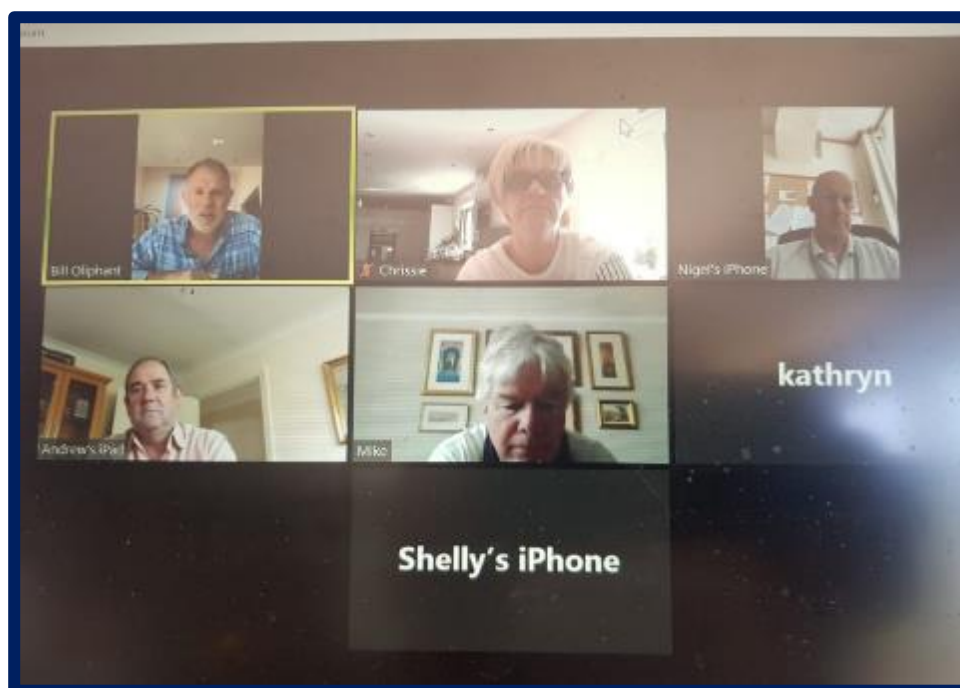 Bill Oliphant
Chrissie
Nigel's iPhone
Andrew's iPad
Mike
kathryn
Shelly's iPhone